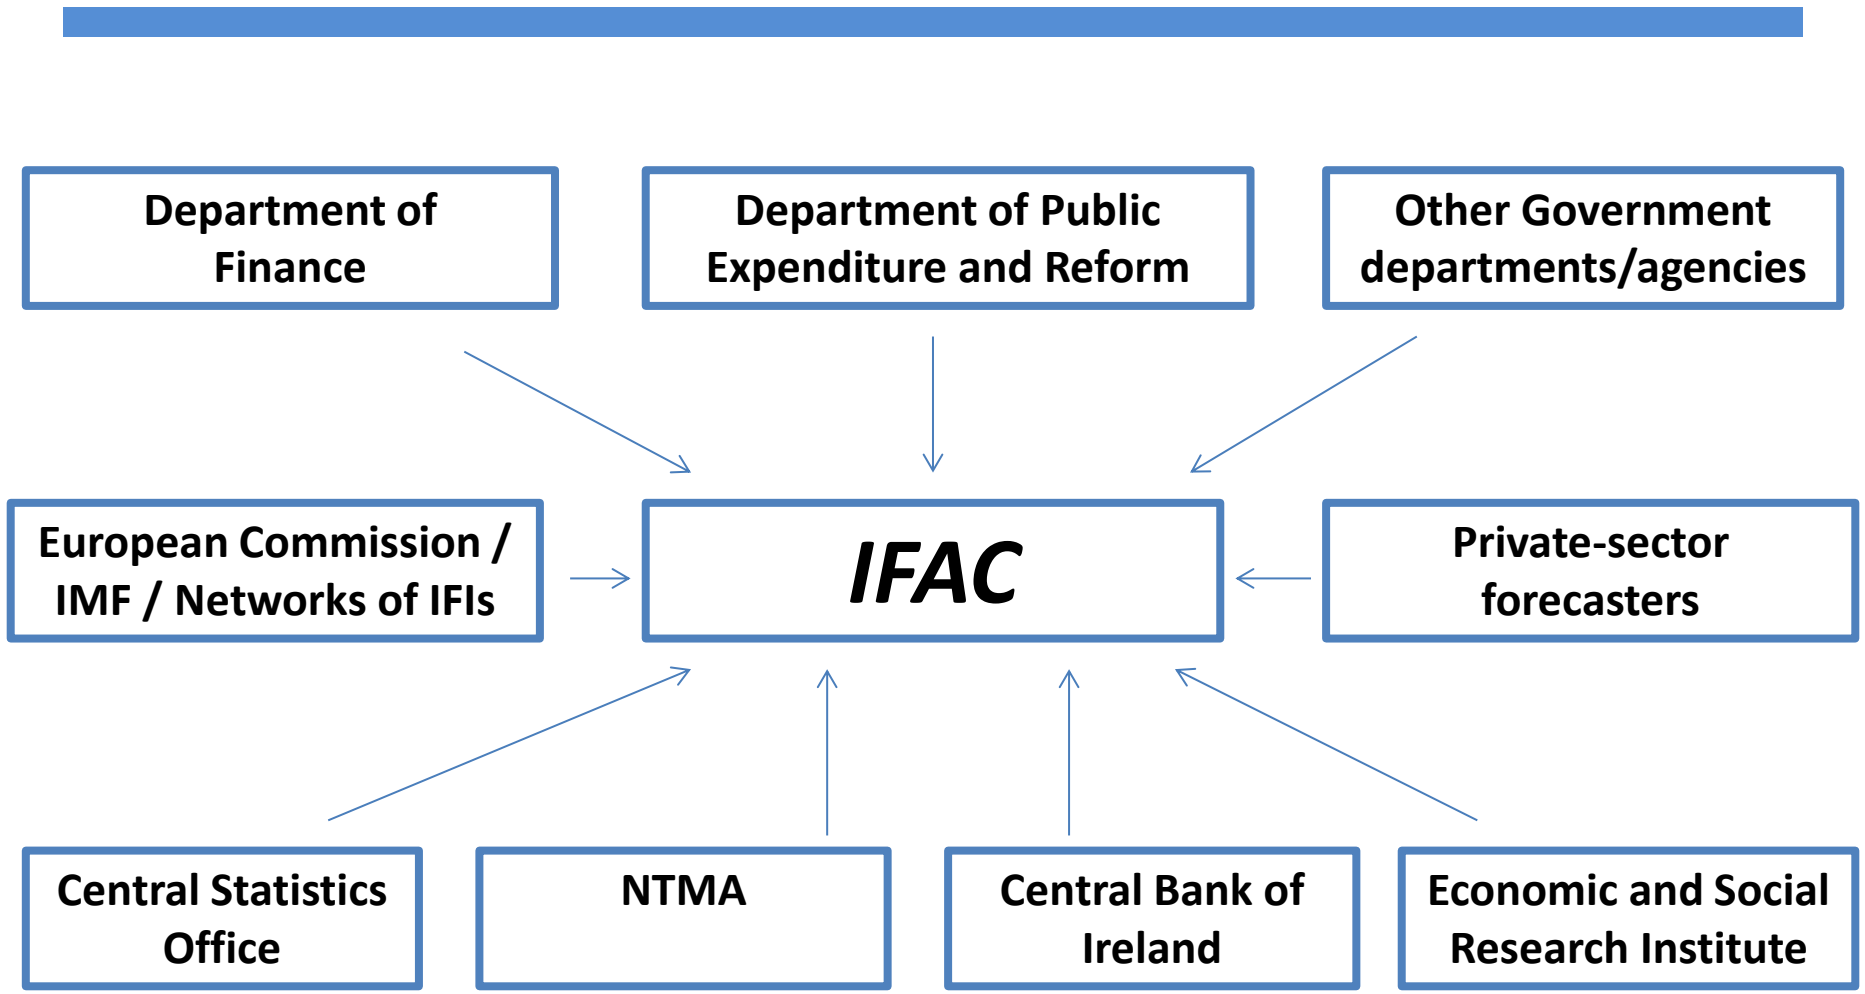 Department of
Finance
Department of Public
Expenditure and Reform
Other Government
departments/agencies
European Commission /
IMF / Networks of IFIs
IFAC
Private-sector
forecasters
Central Statistics
Office
NTMA
Central Bank of
Ireland
Economic and Social
Research Institute